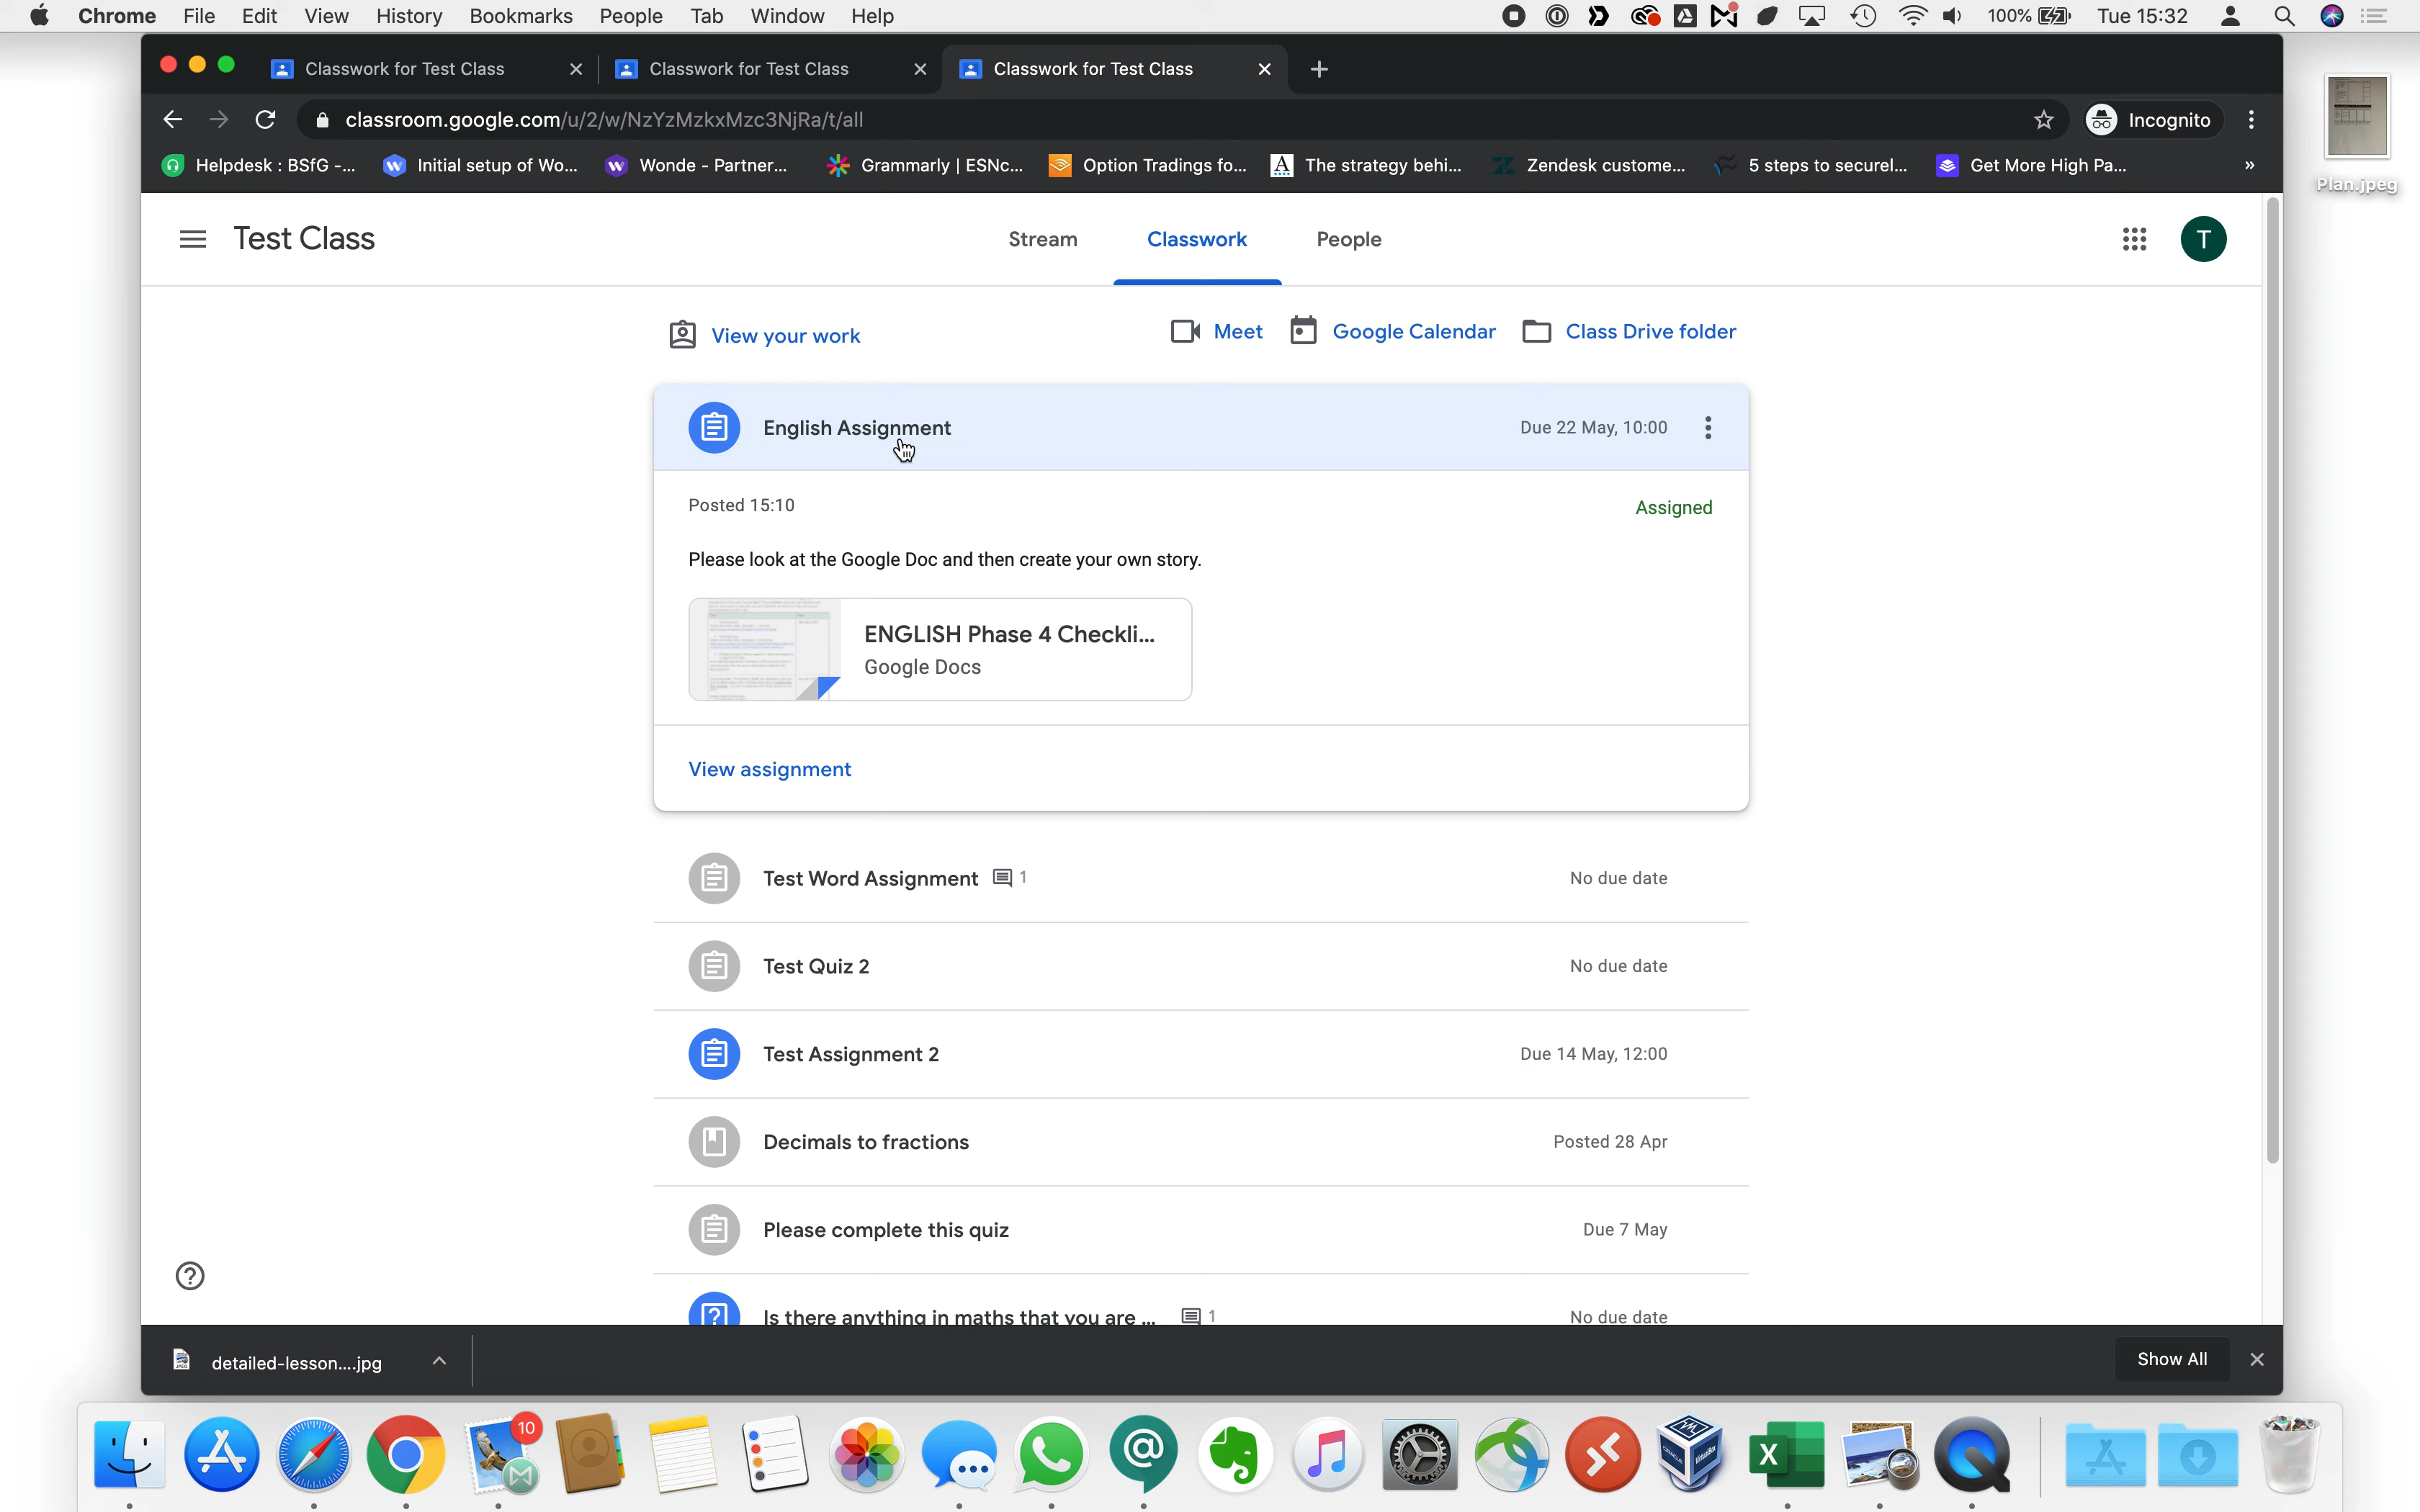 Chrome File Edit View History Bookmarks People Tab Window Help 100% Tue 15:32
Classwork for Test Class Classwork for Test Class Classwork for Test Class
classroom.google.com/u/2/w/NzYzMzkxMzc3NjRa/t/all Incognito
Helpdesk : BSfG -... Initial setup of Wo... Wonde - Partner... Grammarly | ESNc... Option Tradings fo... The strategy behi... Zendesk custome... 5 steps to securel... Get More High Pa... »
Plan.jpeg
Test Class Stream Classwork People T
View your work Meet Google Calendar Class Drive folder
English Assignment Due 22 May, 10:00
Posted 15:10 Assigned
Please look at the Google Doc and then create your own story.
ENGLISH Phase 4 Checkli...
Google Docs
View assignment
Test Word Assignment 1 No due date
Test Quiz 2 No due date
Test Assignment 2 Due 14 May, 12:00
Decimals to fractions Posted 28 Apr
Please complete this quiz Due 7 May
Is there anything in maths that you are ... 1 No due date
detailed-lesson....jpg Show All
10